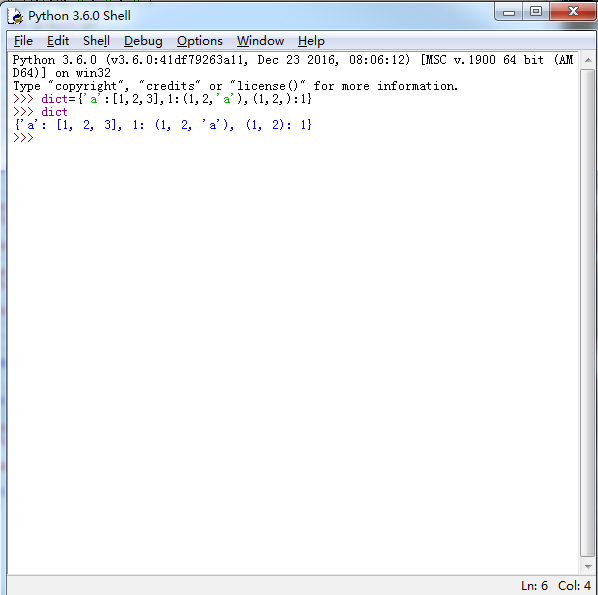 Python 3.6.0 Shell
File Edit Shell Debug Options Window Help
Python 3.6.0 (v3.6.0:41df79263a11, Dec 23 2016, 08:06:12) [MSC v.1900 64 bit (AM
D64)] on win32
Type "copyright", "credits" or "license()" for more information.
>>> dict={'a':[1,2,3],1:(1,2,'a'),(1,2,):1}
>>> dict
{'a': [1, 2, 3], 1: (1, 2, 'a'), (1, 2): 1}
>>>
Ln: 6 Col: 4